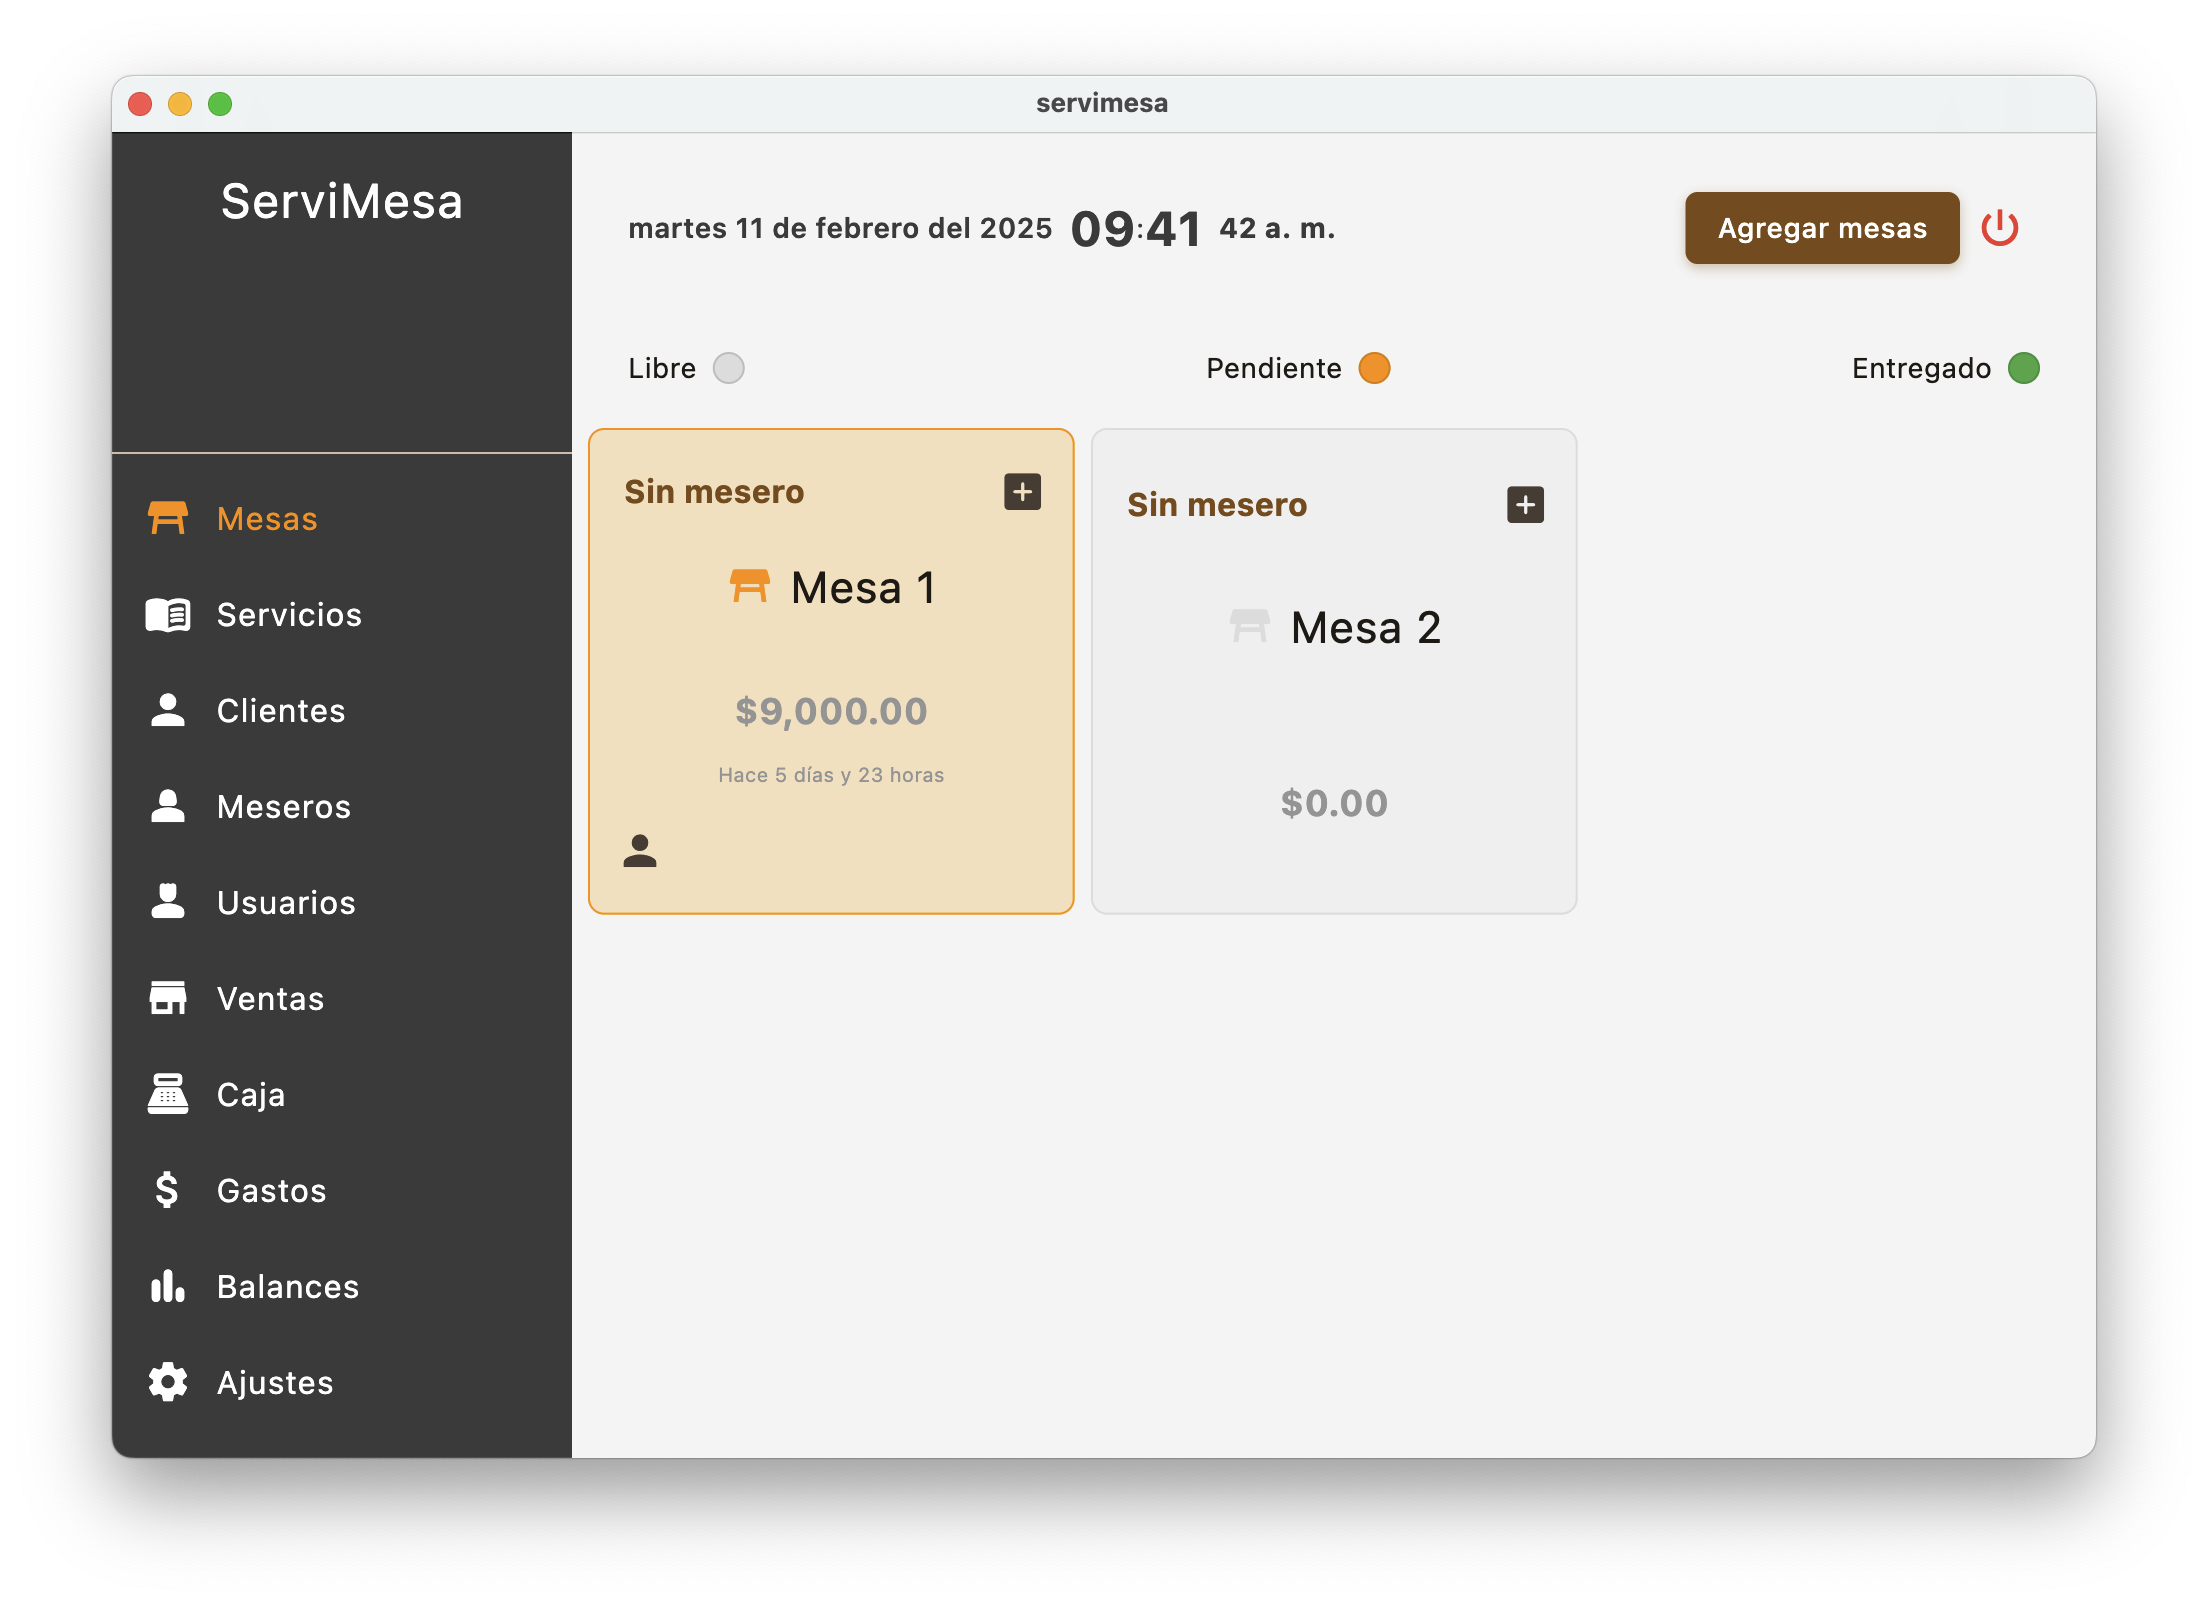 servimesa
ServiMesa
martes 11 de febrero del 2025 09:41 42 a. m.
Agregar mesas
Libre
Pendiente
Entregado
Sin mesero
Mesa 1
$9,000.00
Hace 5 días y 23 horas
Sin mesero
Mesa 2
$0.00
Mesas
Servicios
Clientes
Meseros
Usuarios
Ventas
Caja
Gastos
Balances
Ajustes